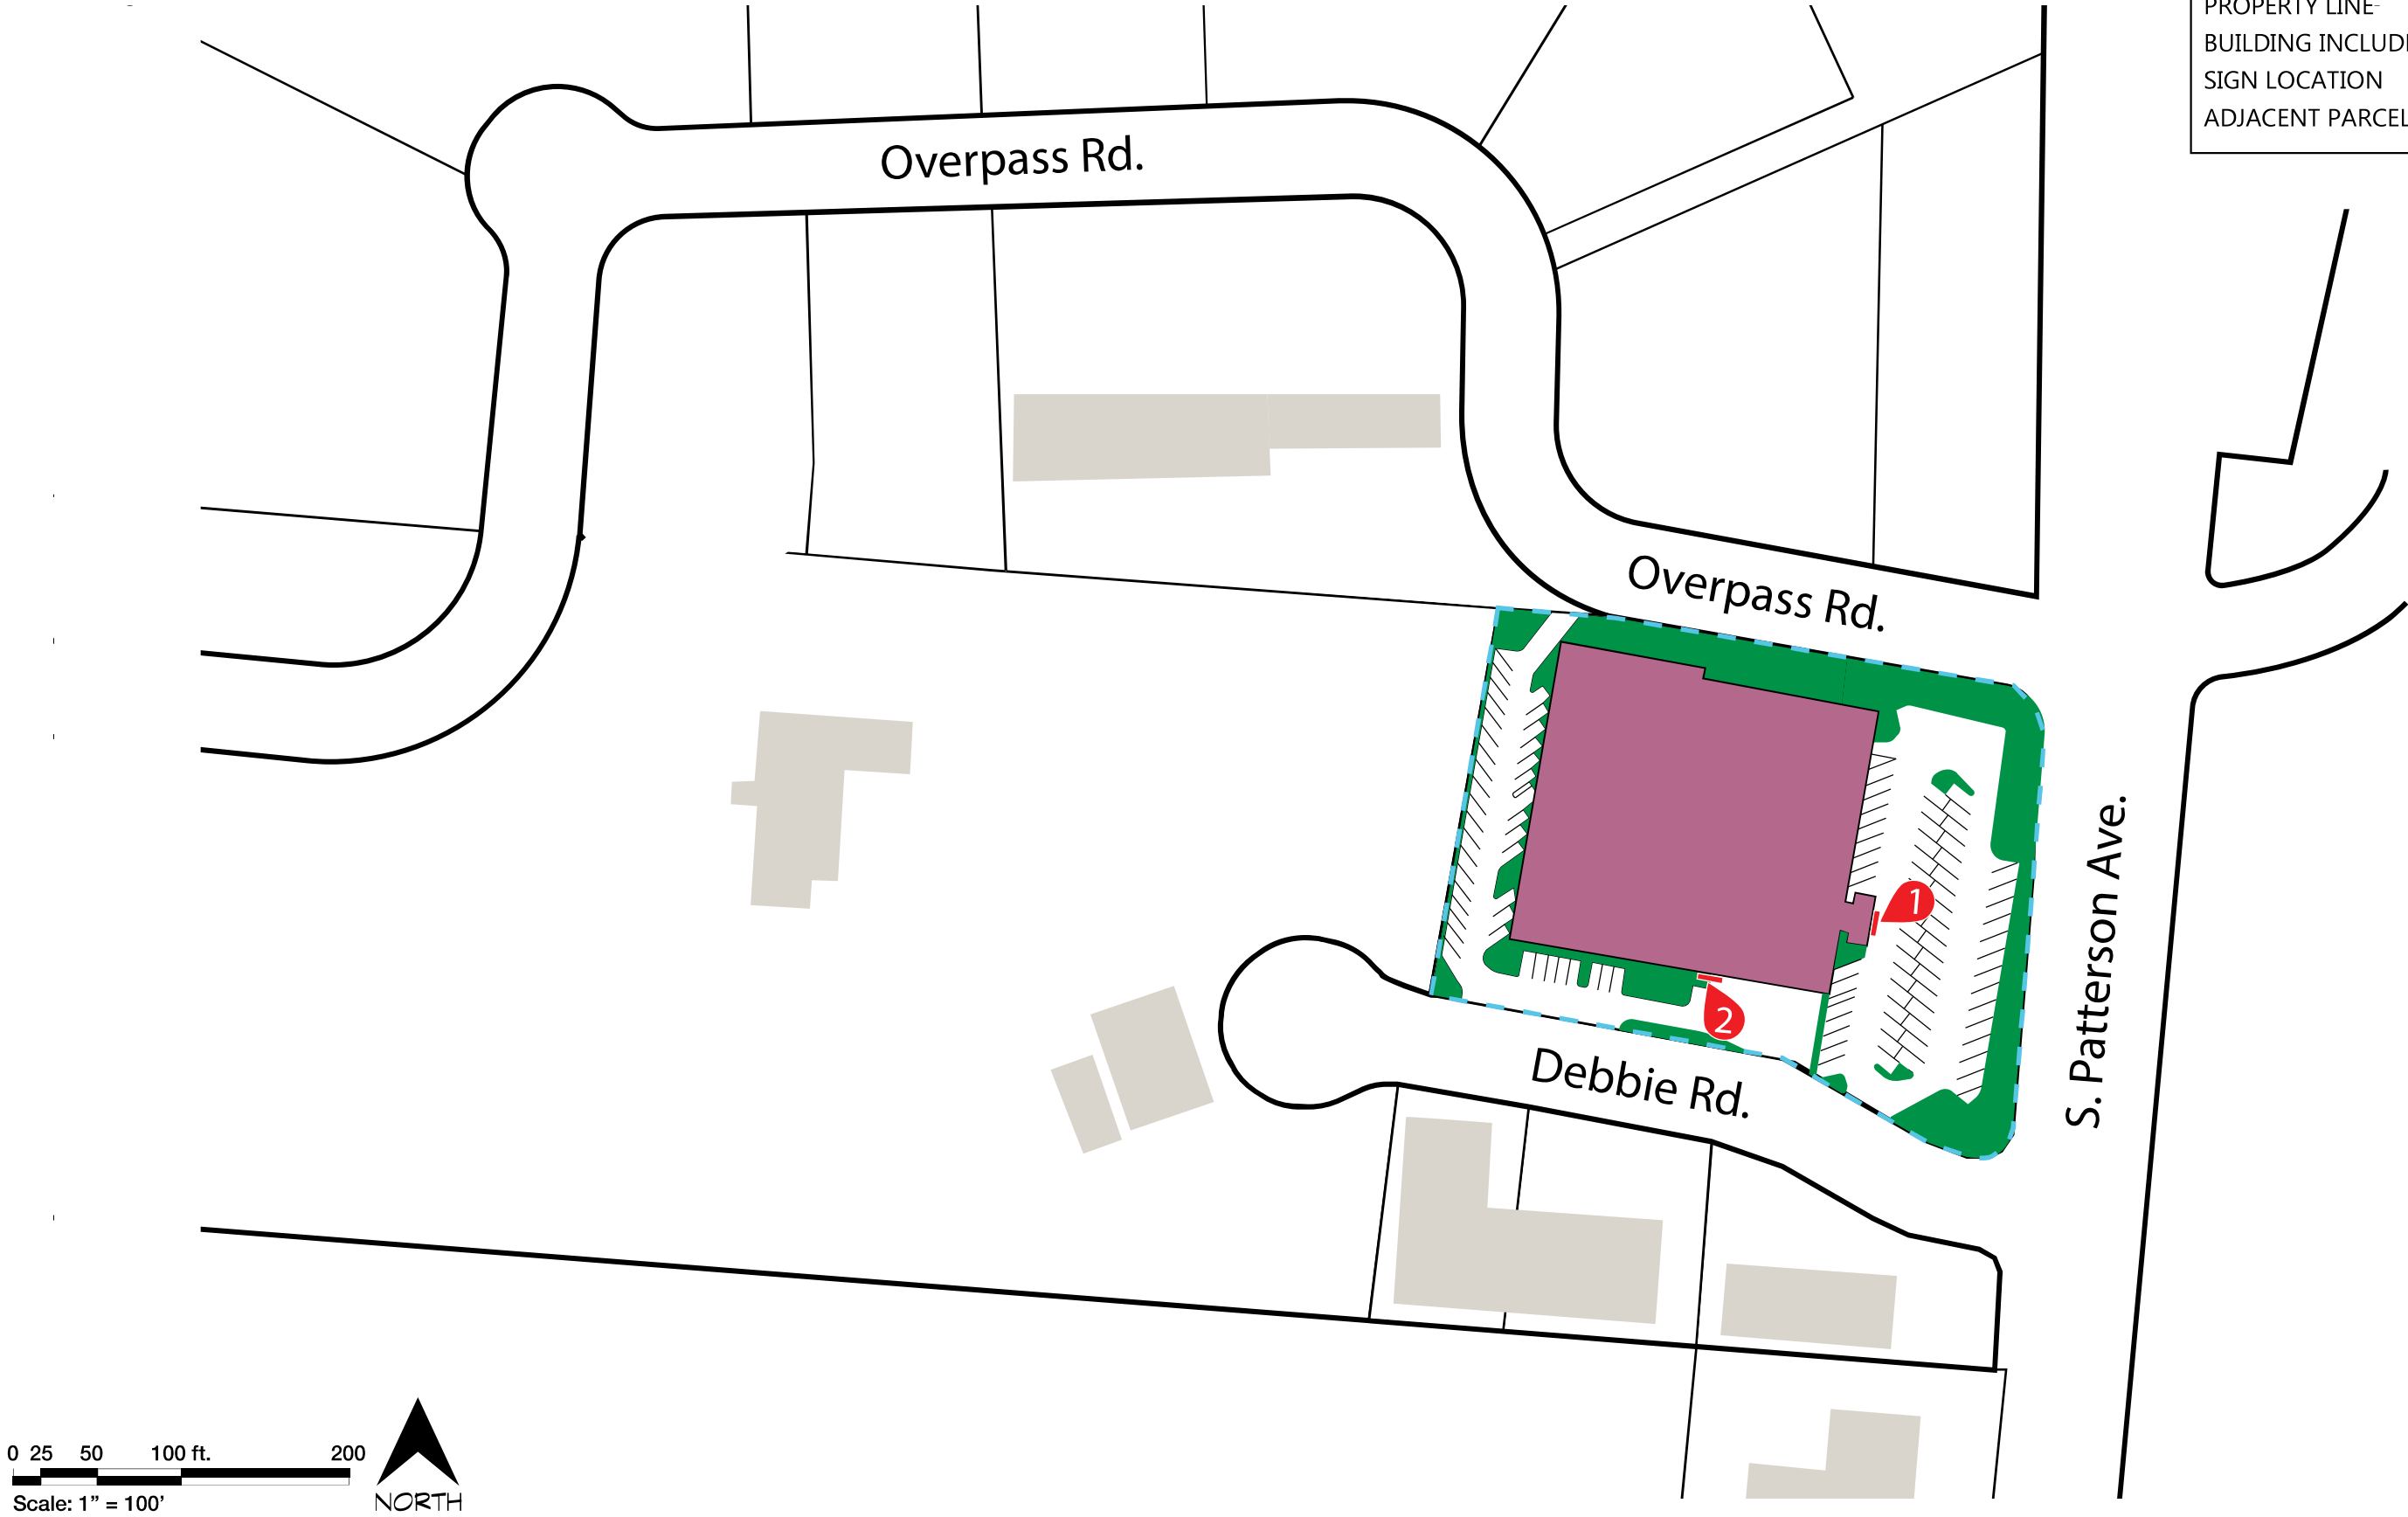 PROPERTY LINE
BUILDING INCLUD
SIGN LOCATION
ADJACENT PARCEL
Overpass Rd.
Overpass Rd.
S. Patterson Ave.
1
2
Debbie Rd.
0 25 50 100 ft. 200
Scale: 1” = 100’
NORTH